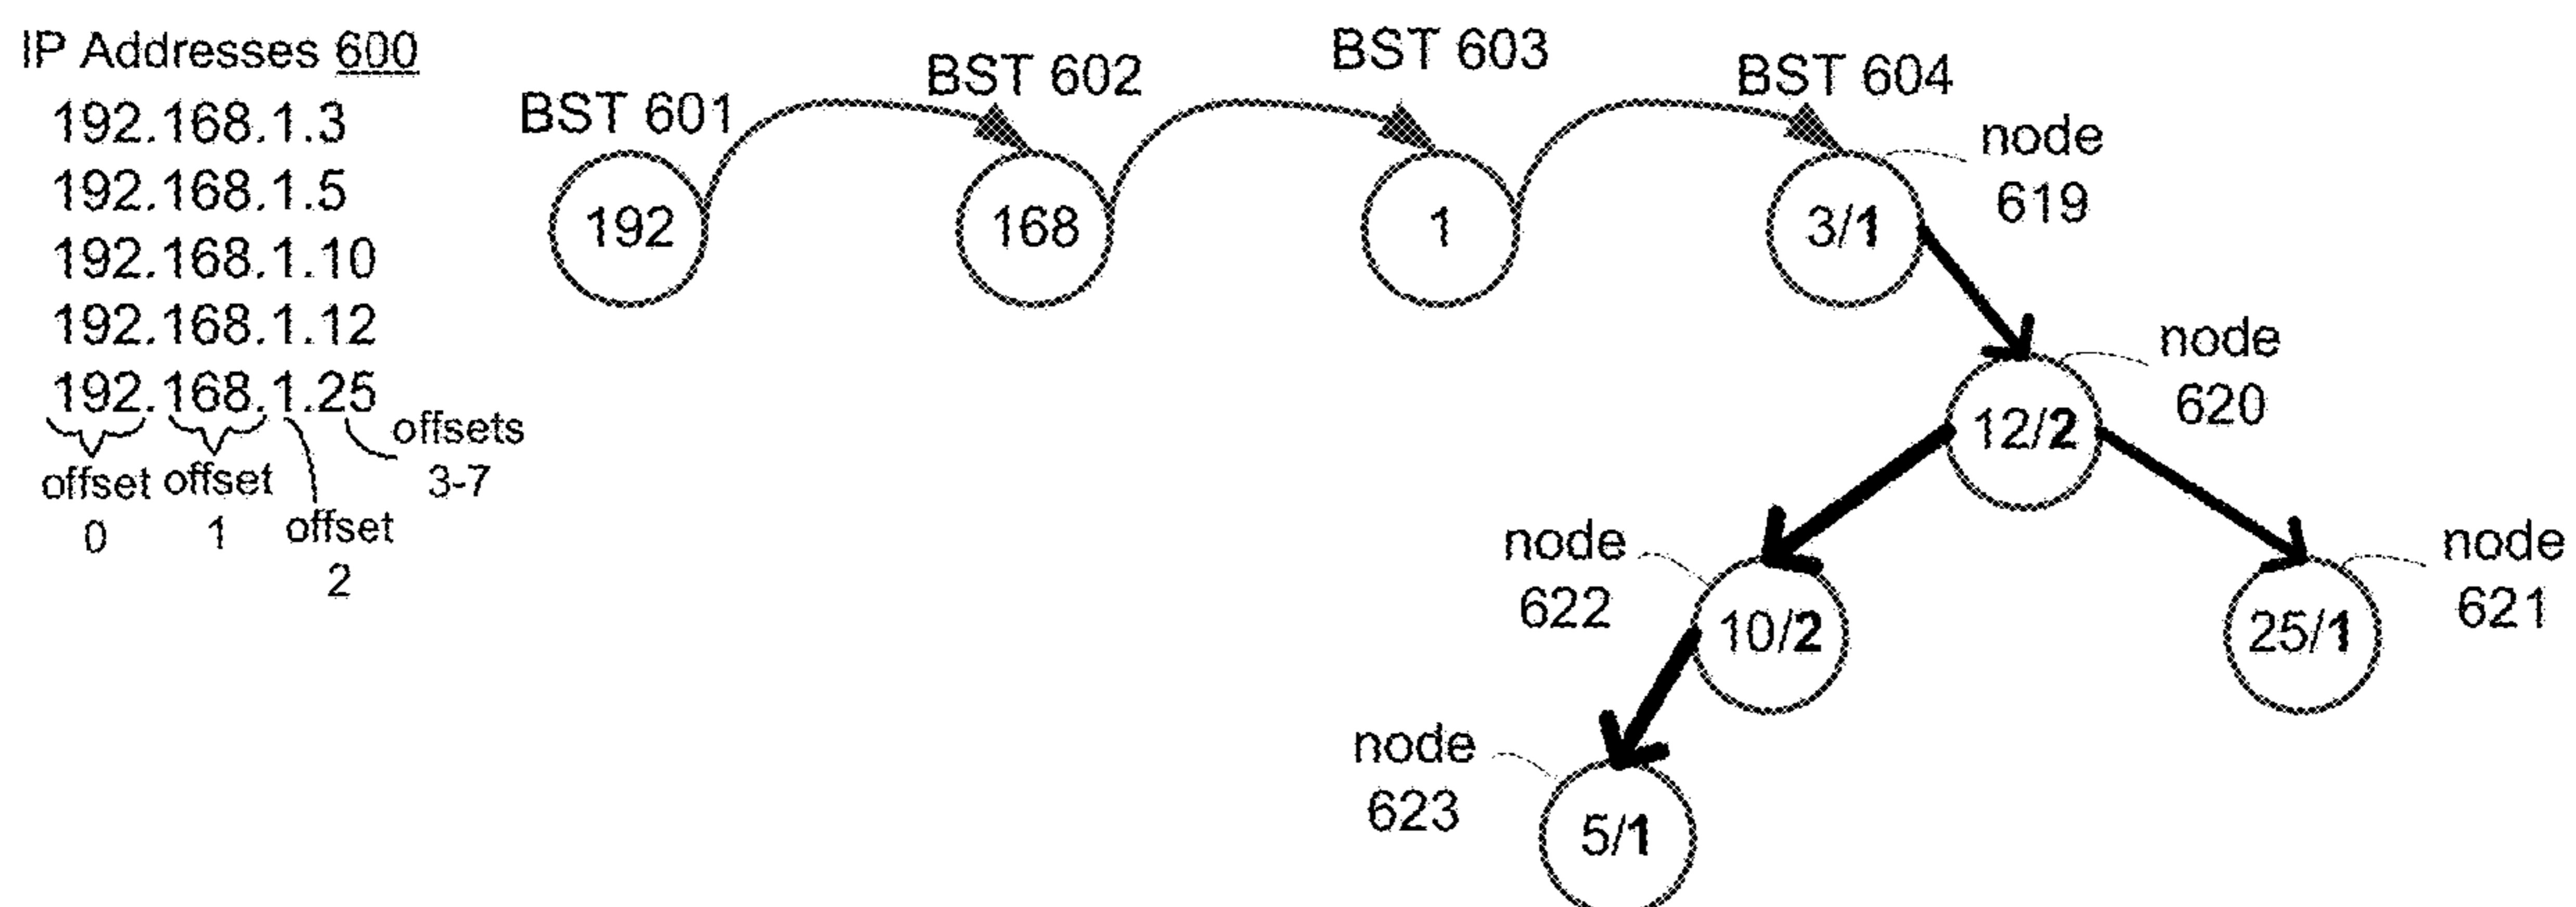 IP Addresses 600
192.168.1.3
192.168.1.5
192.168.1.10
192.168.1.12
192.168.1.25
offset
0
offset
1
offset
2
offsets
3-7
BST 601
192
BST 602
168
BST 603
1
BST 604
3/1
node
619
12/2
node
620
node
622
10/2
25/1
node
621
node
623
5/1